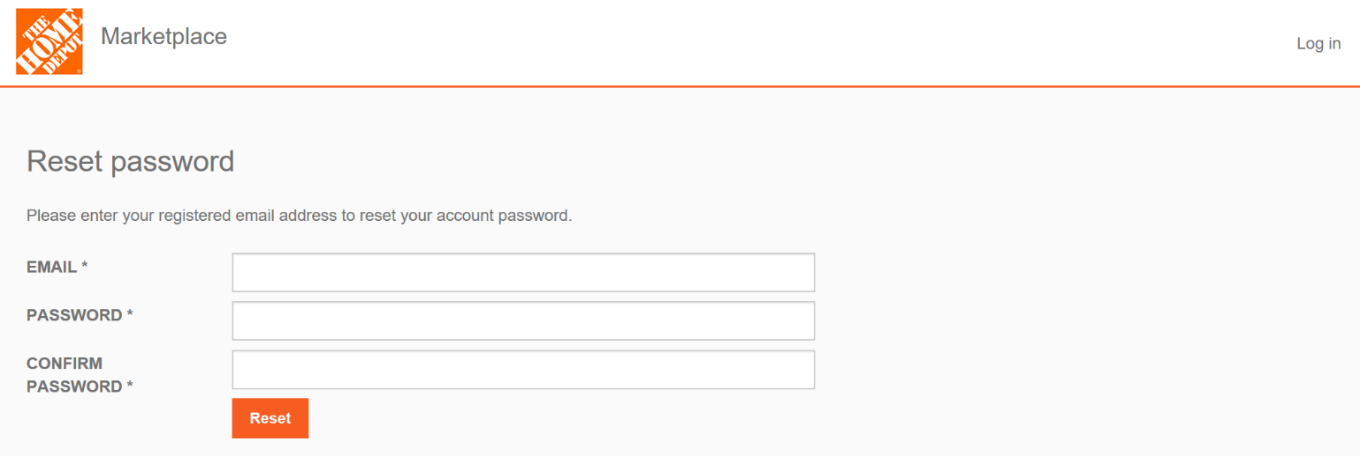 THE
HOME
DEPOT
Marketplace
Log in
Reset password
Please enter your registered email address to reset your account password.
EMAIL *
PASSWORD *
CONFIRM
PASSWORD *
Reset